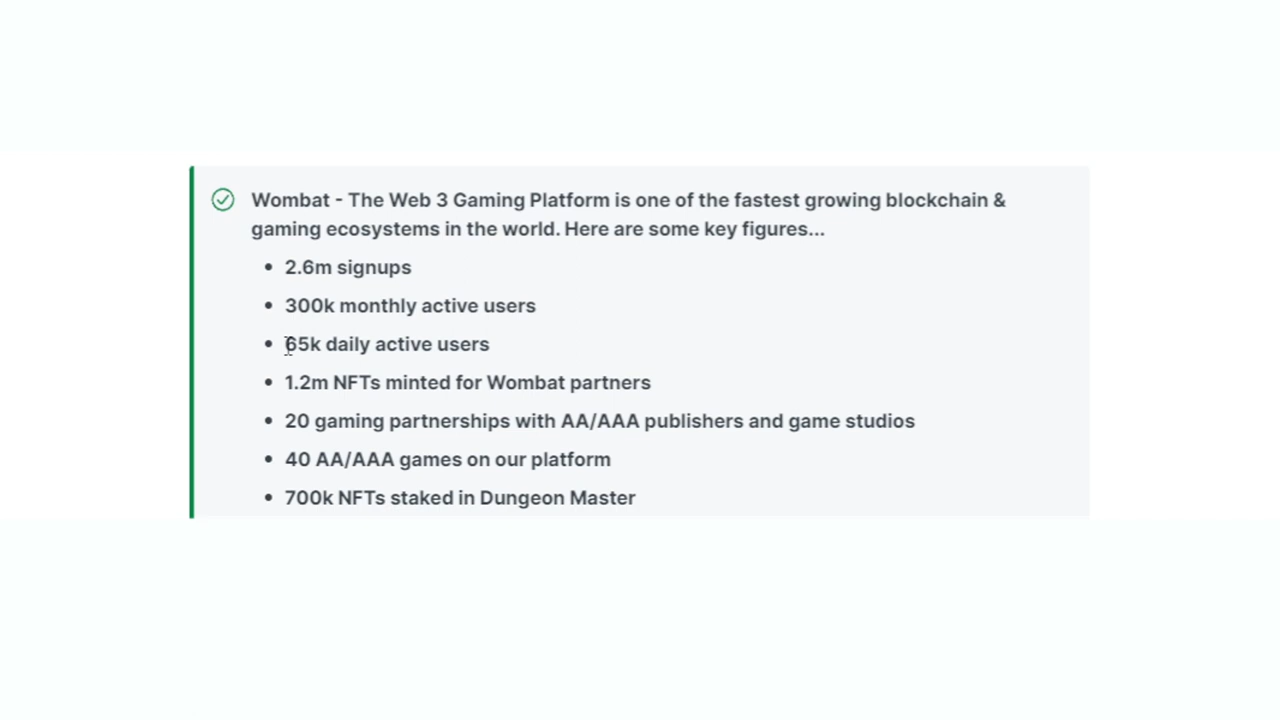 Wombat - The Web 3 Gaming Platform is one of the fastest growing blockchain &
gaming ecosystems in the world. Here are some key figures...
• 2.6m signups
• 300k monthly active users
• 65k daily active users
• 1.2m NFTs minted for Wombat partners
• 20 gaming partnerships with AA/AAA publishers and game studios
• 40 AA/AAA games on our platform
• 700k NFTs staked in Dungeon Master